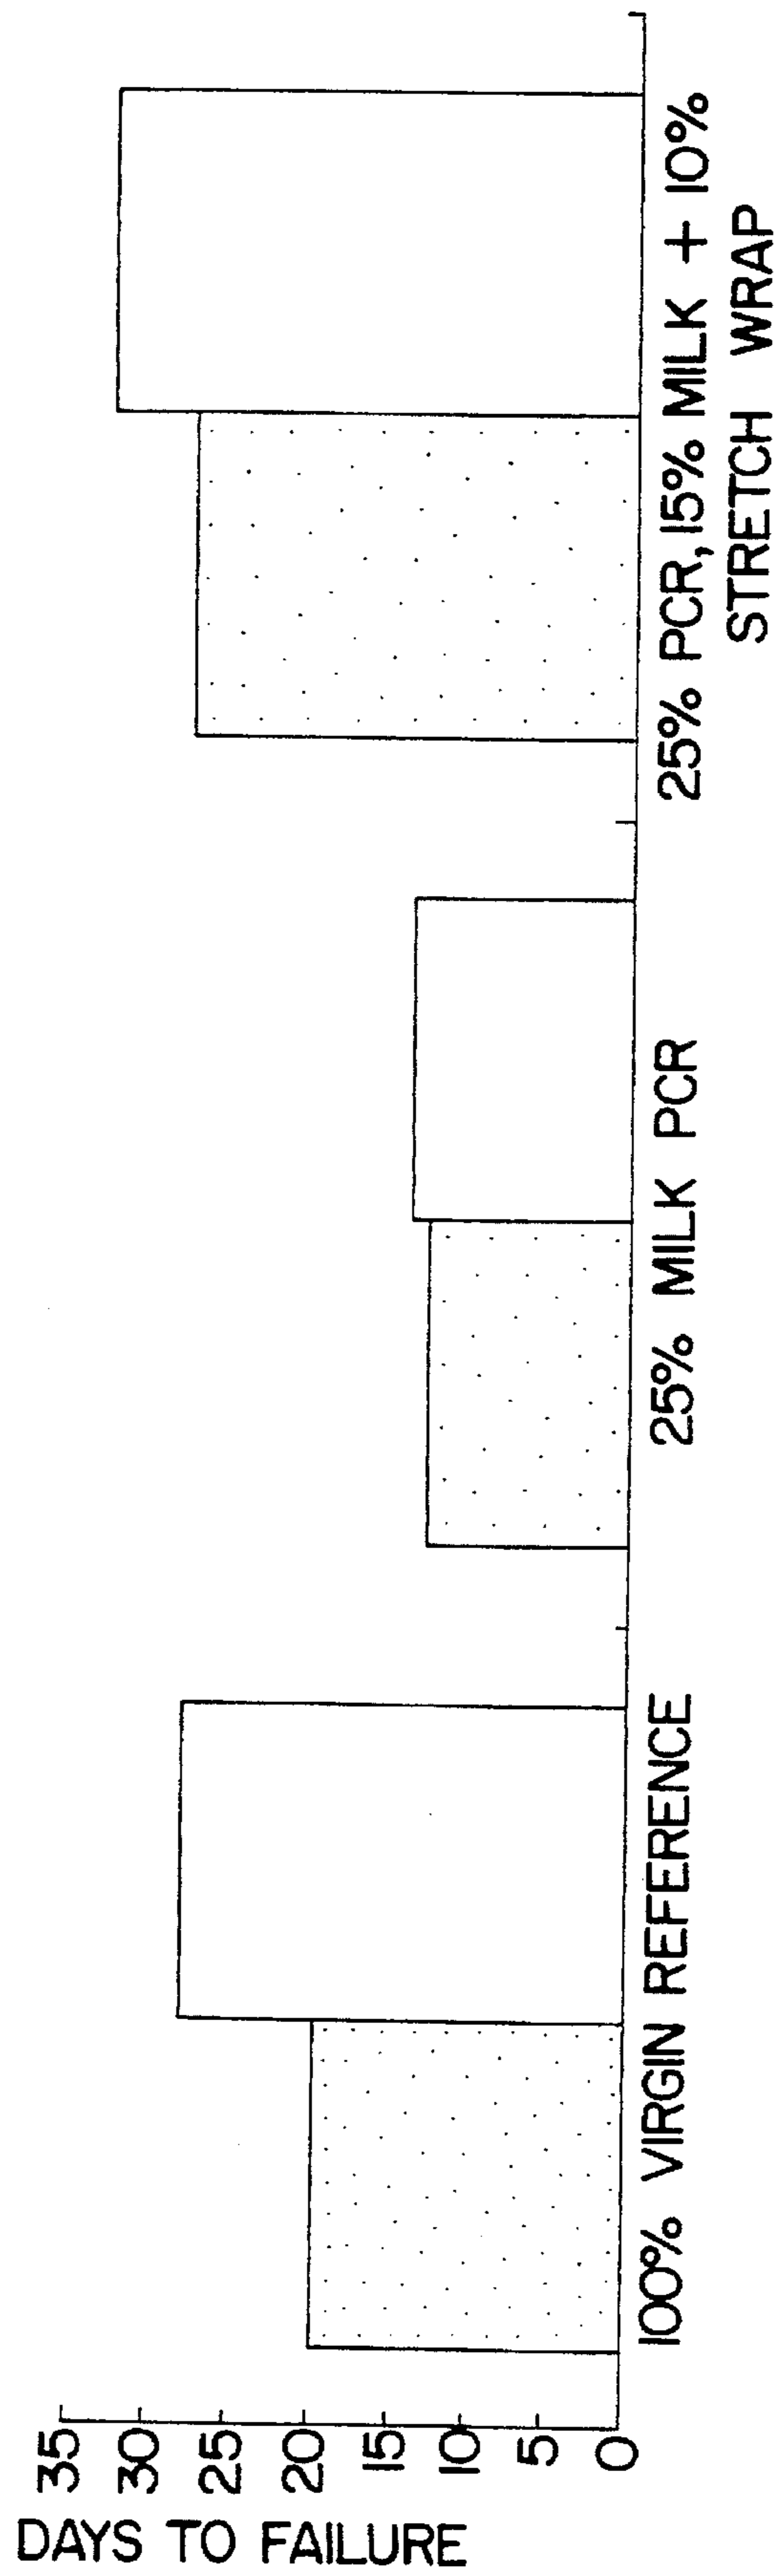 DAYS TO FAILURE
35
30
25
20
15
10
5
0
100% VIRGIN REFERENCE
25% MILK PCR
25% PCR, 15% MILK + 10%
STRETCH WRAP